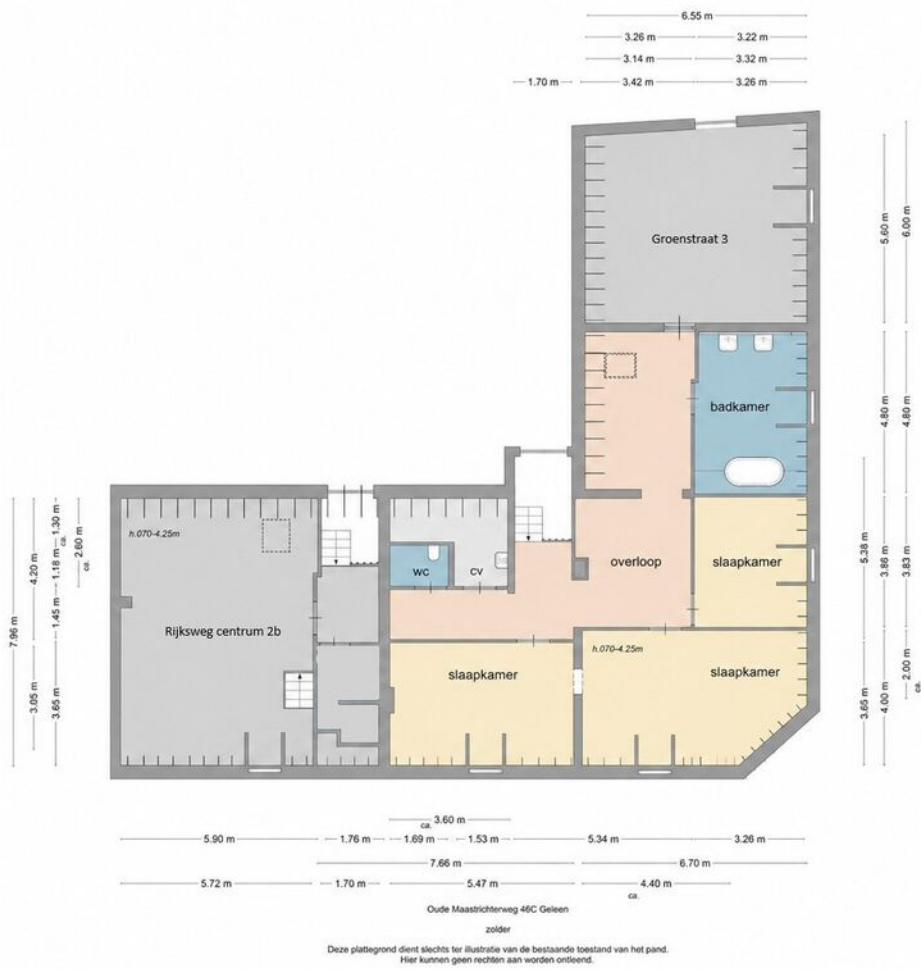 6.55 m
3.26 m 3.22 m
3.14 m 3.32 m
1.70 m 3.42 m 3.26 m
Groenstraat 3
5.60 m
6.00 m
badkamer
4.80 m
4.80 m
h.070-4.25m
Rijksweg centrum 2b
wc
cv
overloop
slaapkamer
slaapkamer
h.070-4.25m
slaapkamer
7.96 m
4.20 m
3.05 m
1.30 m
ca.
1.18 m
1.45 m
3.65 m
2.60 m
ca.
5.38 m
3.65 m
3.86 m
4.00 m
3.83 m
2.00 m
ca.
3.60 m
ca.
5.90 m 1.76 m 1.69 m 1.53 m 5.34 m 3.26 m
7.66 m 6.70 m
5.72 m 1.70 m 5.47 m 4.40 m
ca.
Oude Maastrichterweg 46C Geleen
zolder
Deze plattegrond dient slechts ter illustratie van de bestaande toestand van het pand.
Hier kunnen geen rechten aan worden ontleend.